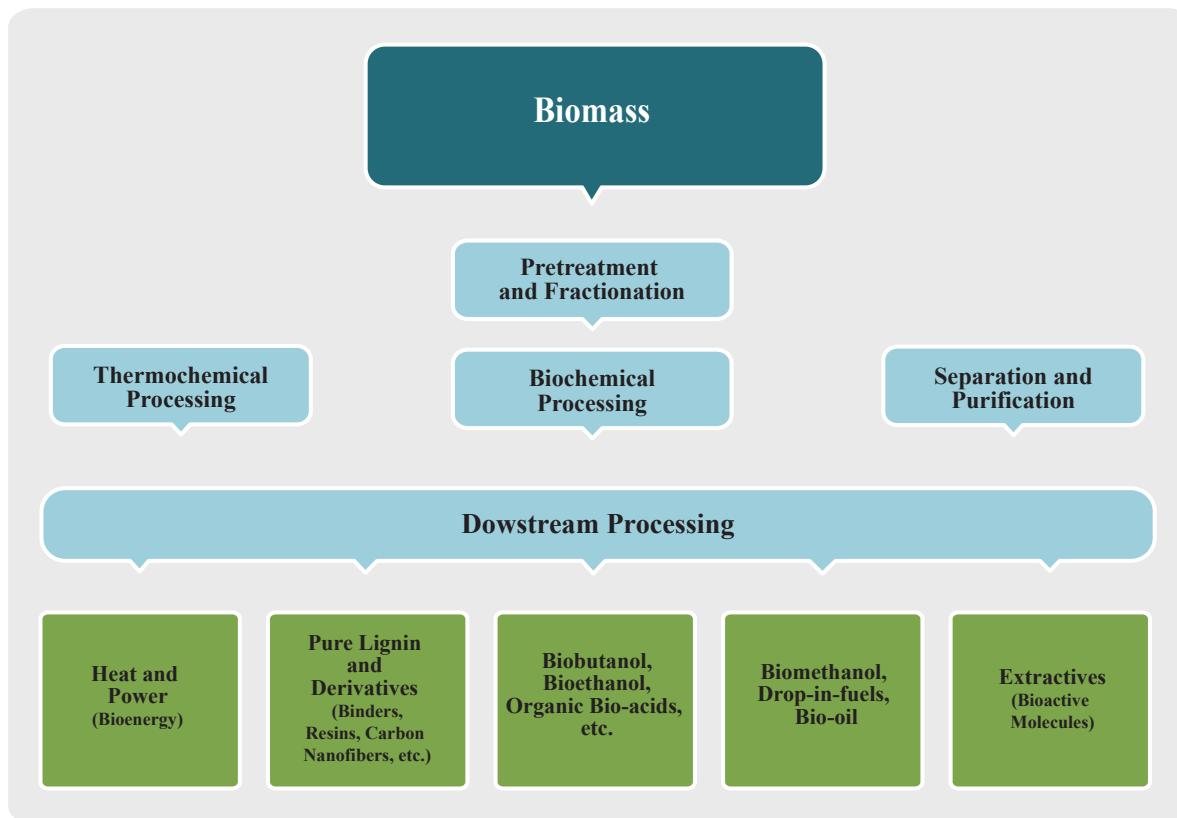 Biomass
Pretreatment
and Fractionation
Thermochemical
Processing
Biochemical
Processing
Separation and
Purification
Dowstream Processing
Heat and
Power
(Bioenergy)
Pure Lignin
and
Derivatives
(Binders,
Resins, Carbon
Nanofibers, etc.)
Biobutanol,
Bioethanol,
Organic Bio-acids,
etc.
Biomethanol,
Drop-in-fuels,
Bio-oil
Extractives
(Bioactive
Molecules)